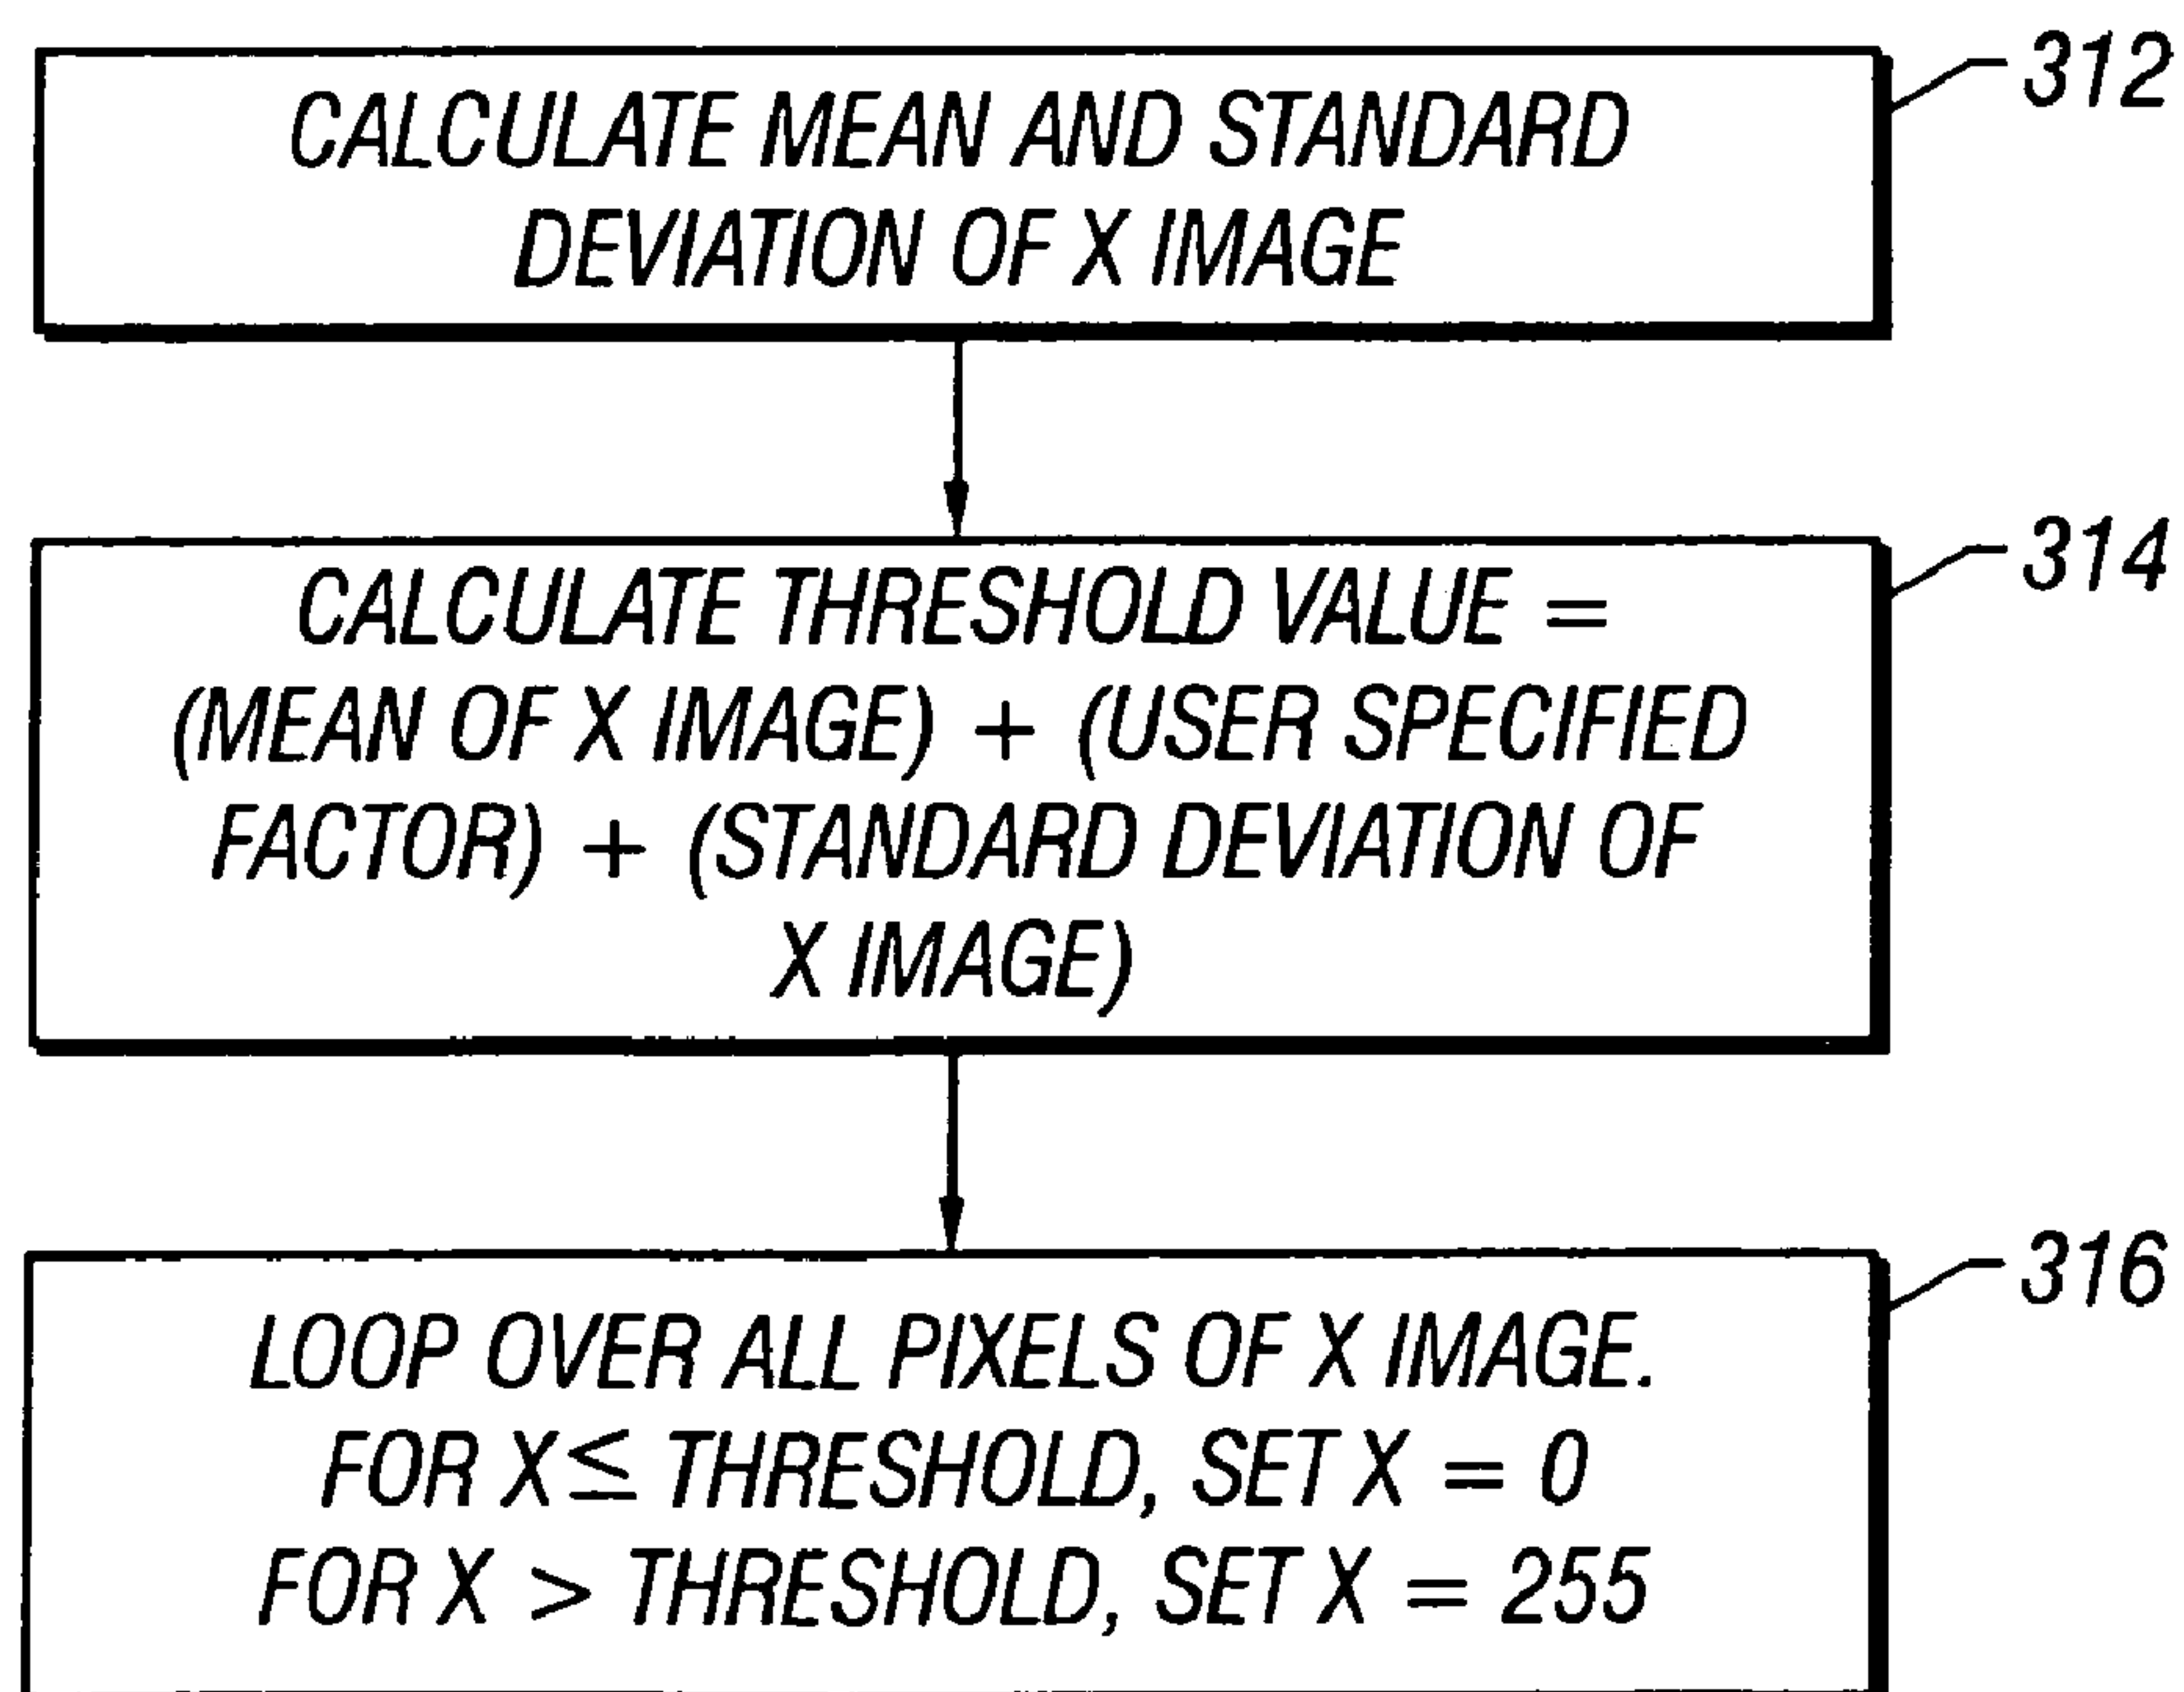 312
CALCULATE MEAN AND STANDARD
DEVIATION OF X IMAGE
314
CALCULATE THRESHOLD VALUE =
(MEAN OF X IMAGE) + (USER SPECIFIED
FACTOR) + (STANDARD DEVIATION OF
X IMAGE)
316
LOOP OVER ALL PIXELS OF X IMAGE.
FOR X ≤ THRESHOLD, SET X = 0
FOR X > THRESHOLD, SET X = 255